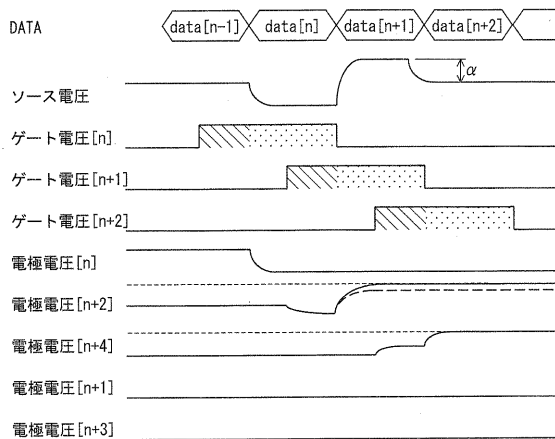 DATA
data[n-1] data[n] data[n+1] data[n+2]
α
ソース電圧
ゲート電圧[n]
ゲート電圧[n+1]
ゲート電圧[n+2]
電極電圧[n]
電極電圧[n+2]
電極電圧[n+4]
電極電圧[n+1]
電極電圧[n+3]